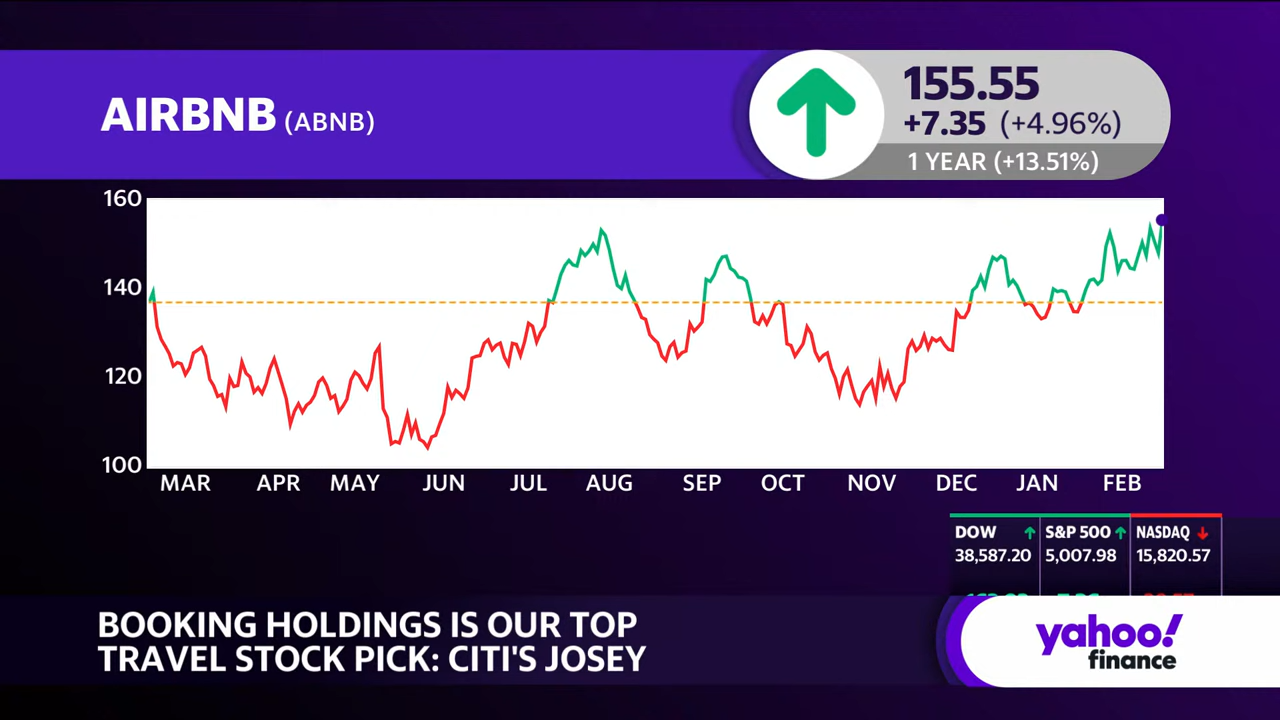 AIRBNB (ABNB)
155.55
+7.35 (+4.96%)
1 YEAR (+13.51%)
160
140
120
100
MAR APR MAY JUN JUL AUG SEP OCT NOV DEC JAN FEB
DOW S&P 500 NASDAQ
38,587.20 5,007.98 15,820.57
BOOKING HOLDINGS IS OUR TOP
TRAVEL STOCK PICK: CITI'S JOSEY
yahoo!
finance